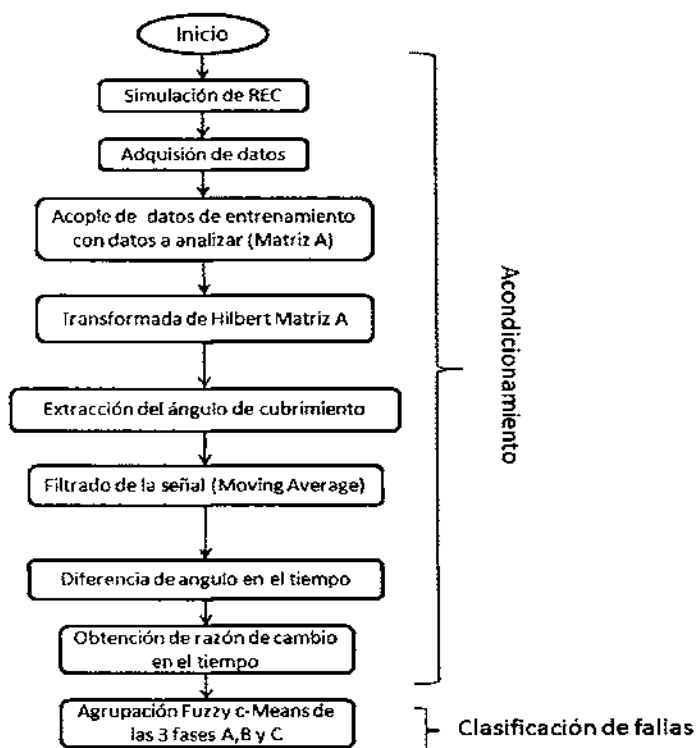 Inicio
Simulación de REC
Adquisión de datos
Acople de datos de entrenamiento
con datos a analizar (Matriz A)
Transformada de Hilbert Matriz A
Extracción del ángulo de cubrimiento
Filtrado de la señal (Moving Average)
Diferencia de angulo en el tiempo
Obtención de razón de cambio
en el tiempo
Agrupación Fuzzy c-Means de
las 3 fases A,B y C
Acondicionamiento
Clasificación de fallas